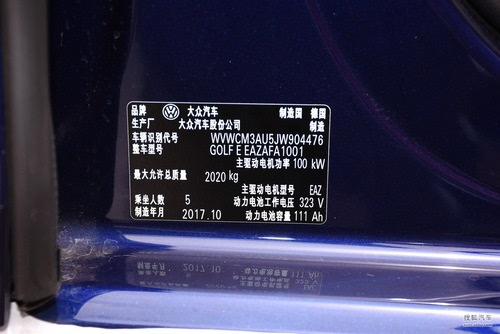 品牌 大众汽车 制造国 德国
生产厂 大众汽车股份公司 制造
车辆识别代号 WVWCM3AU5JW904476
整车型号 GOLF E EAZAFA1001
主驱动电机功率 100 kW
最大允许总质量 2020 kg
主驱动电机型号 EAZ
乘坐人数 5 动力电池工作电压 323 V
制造年月 2017.10 动力电池容量 111 Ah
搜狐汽车